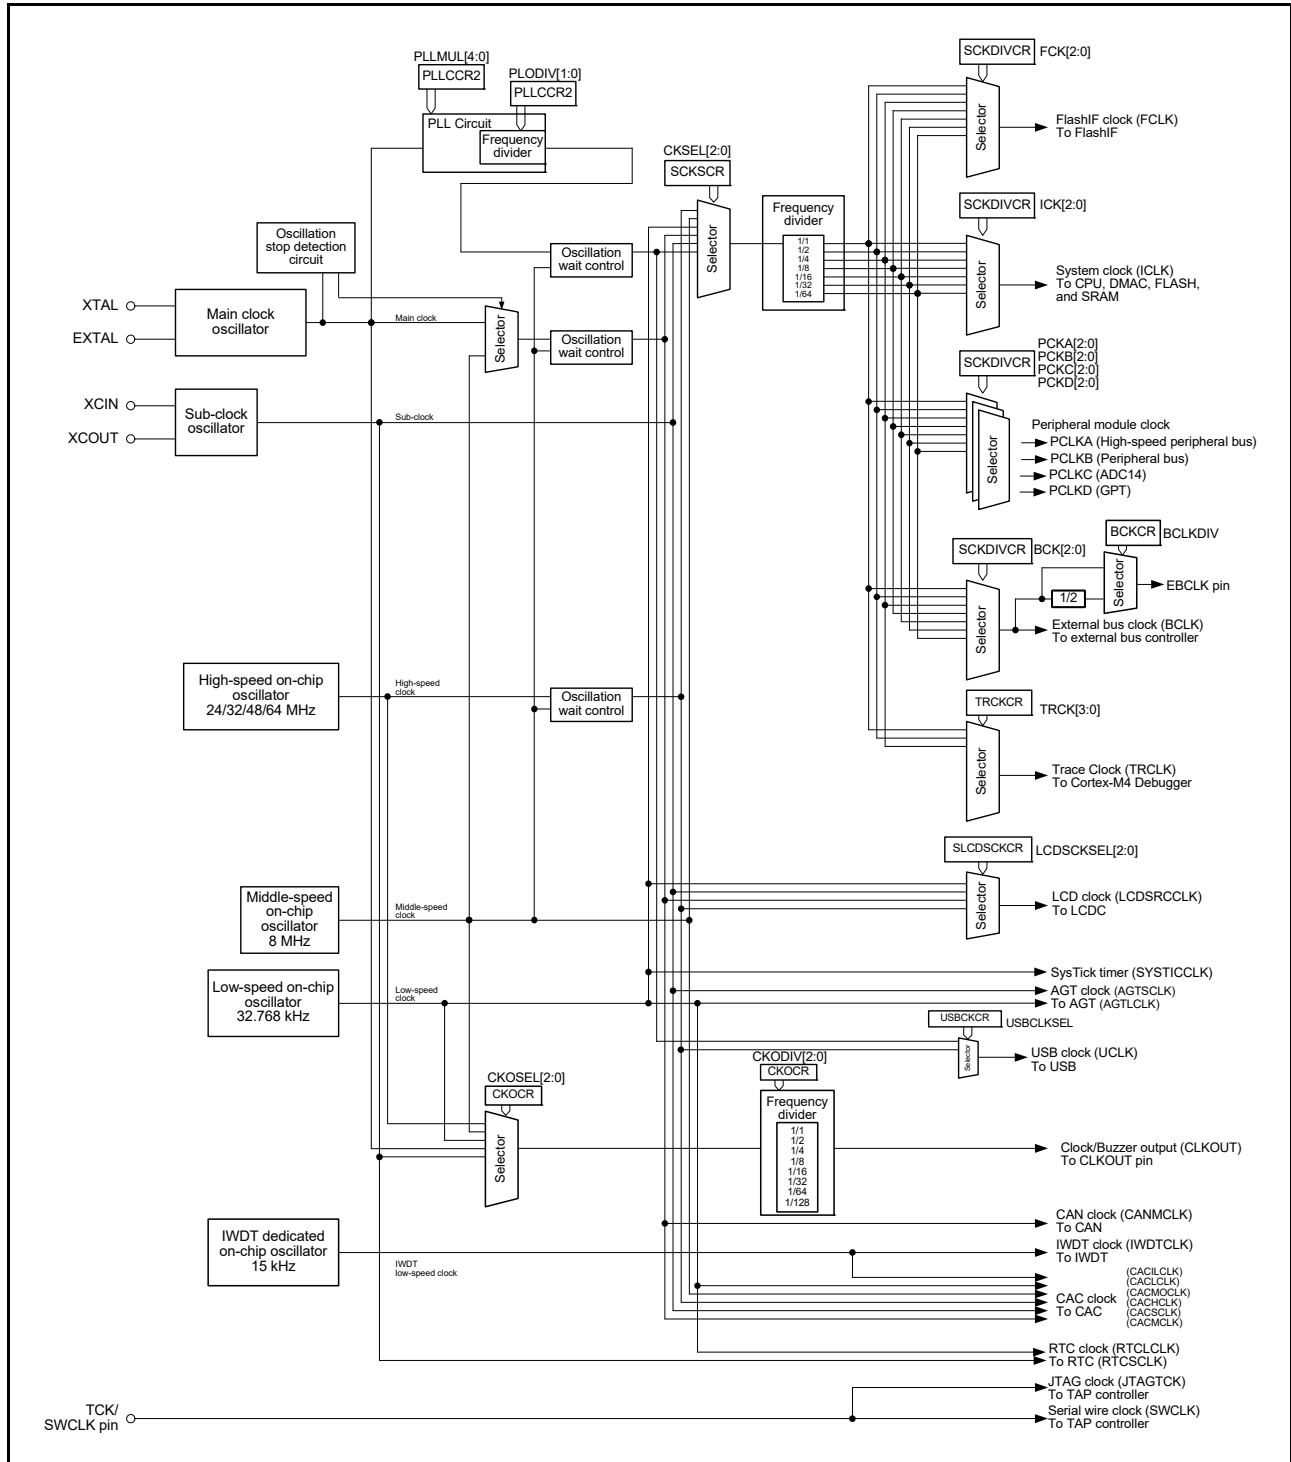 PLLMUL[4:0]
PLLCCR2
PLODIV[1:0]
PLLCCR2
PLL Circuit
Frequency
divider
CKSEL[2:0]
SCKSCR
Selector
Frequency
divider
1/1
1/2
1/4
1/8
1/16
1/32
1/64
SCKDIVCR
FCK[2:0]
Selector
FlashIF clock (FCLK)
To FlashIF
SCKDIVCR
ICK[2:0]
Selector
System clock (ICLK)
To CPU, DMAC, FLASH,
and SRAM
Oscillation
stop detection
circuit
Oscillation
wait control
XTAL
EXTAL
Main clock
oscillator
Main clock
Selector
Oscillation
wait control
XCIN
XCOUT
Sub-clock
oscillator
Sub-clock
SCKDIVCR
PCKA[2:0]
PCKB[2:0]
PCKC[2:0]
PCKD[2:0]
Selector
Peripheral module clock
PCLKA (High-speed peripheral bus)
PCLKB (Peripheral bus)
PCLKC (ADC14)
PCLKD (GPT)
SCKDIVCR
BCK[2:0]
Selector
BCKCR
BCLKDIV
1/2
Selector
EBCLK pin
External bus clock (BCLK)
To external bus controller
High-speed on-chip
oscillator
24/32/48/64 MHz
High-speed
clock
Oscillation
wait control
TRCKCR
TRCK[3:0]
Selector
Trace Clock (TRCLK)
To Cortex-M4 Debugger
SLCDSCKCR
LCDSCKSEL[2:0]
Selector
LCD clock (LCDSRCCLK)
To LCDC
Middle-speed
on-chip
oscillator
8 MHz
Middle-speed
clock
Low-speed on-chip
oscillator
32.768 kHz
Low-speed
clock
SysTick timer (SYSTICCLK)
AGT clock (AGTSCLK)
To AGT (AGTLCLK)
USBCKCR
USBCLKSEL
Selector
USB clock (UCLK)
To USB
CKOSEL[2:0]
CKOCR
Selector
CKODIV[2:0]
CKOCR
Frequency
divider
1/1
1/2
1/4
1/8
1/16
1/32
1/64
1/128
Clock/Buzzer output (CLKOUT)
To CLKOUT pin
CAN clock (CANMCLK)
To CAN
IWDT dedicated
on-chip oscillator
15 kHz
IWDT
low-speed clock
IWDT clock (IWDTCLK)
To IWDT
CAC clock
To CAC
(CACILCLK)
(CACLCLK)
(CACMOCLK)
(CACHCLK)
(CACSCLK)
(CACMCLK)
RTC clock (RTCLCLK)
To RTC (RTCSCLK)
TCK/
SWCLK pin
JTAG clock (JTAGTCK)
To TAP controller
Serial wire clock (SWCLK)
To TAP controller